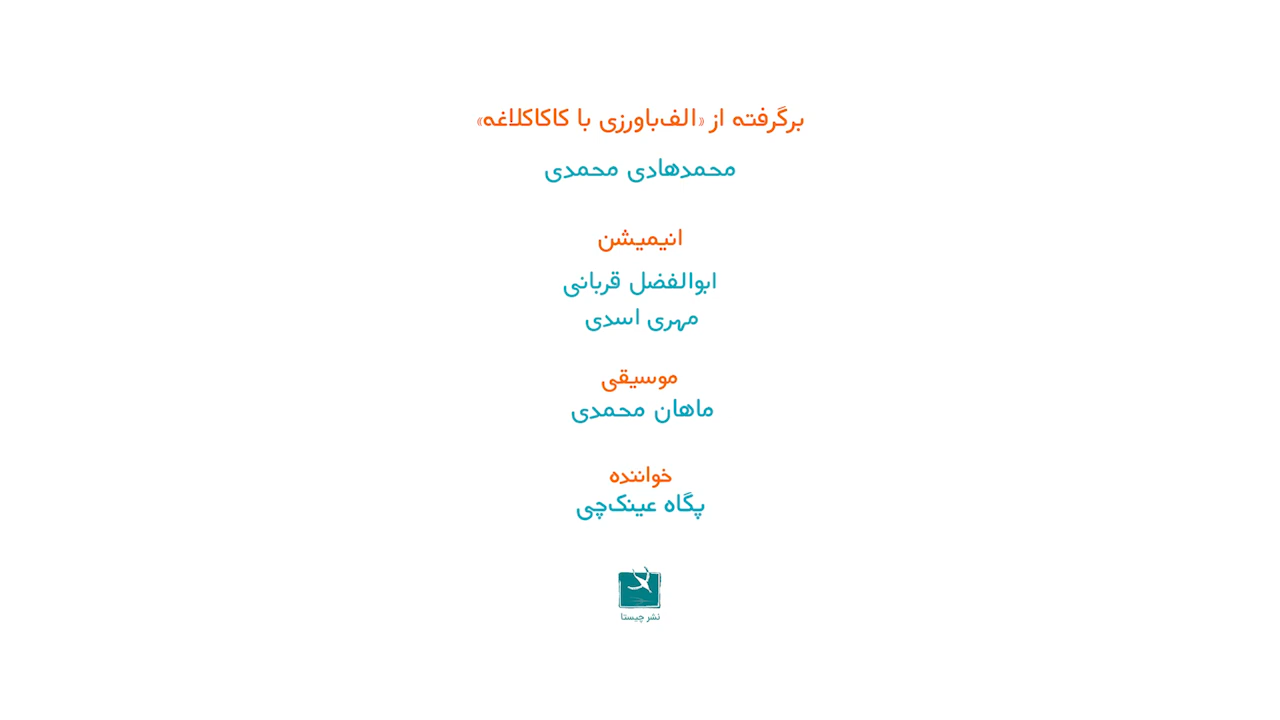 برگرفته از «الف‌باورزی با کاکاکلاغه»
محمدهادی محمدی
انیمیشن
ابوالفضل قربانی
مهری اسدی
موسیقی
ماهان محمدی
خواننده
پگاه عینک‌چی
نشر چیستا